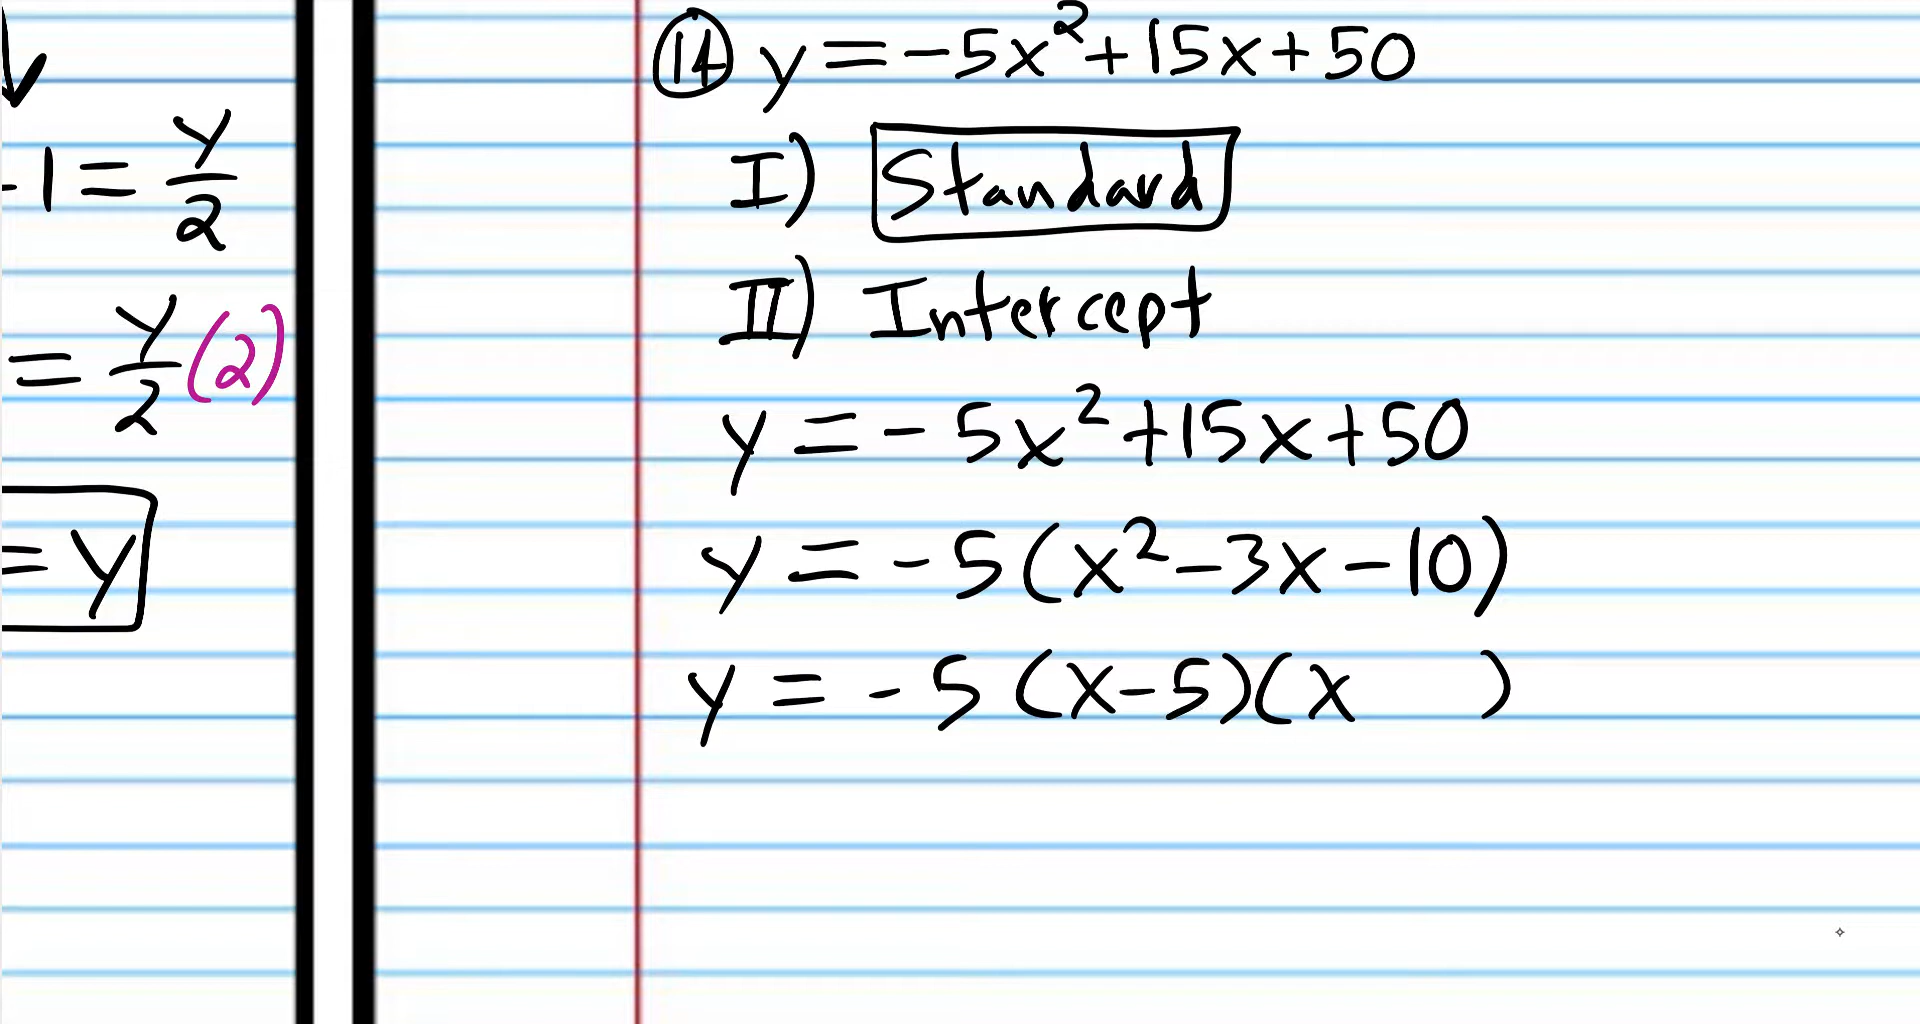 -1 = y/2
= y/2 (2)
= y
14 y = -5x² + 15x + 50
I) Standard
II) Intercept
y = -5x² + 15x + 50
y = -5(x² - 3x - 10)
y = -5(x - 5)(x )